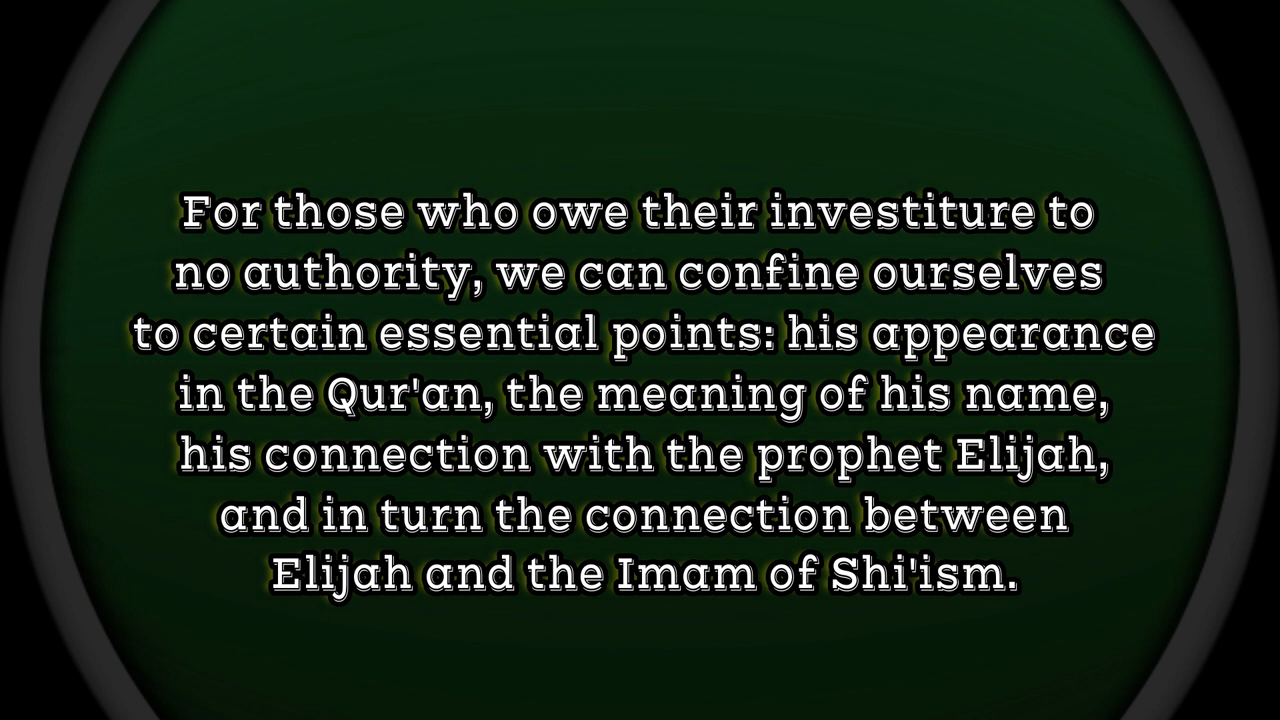 For those who owe their investiture to
no authority, we can confine ourselves
to certain essential points: his appearance
in the Qur'an, the meaning of his name,
his connection with the prophet Elijah,
and in turn the connection between
Elijah and the Imam of Shi'ism.